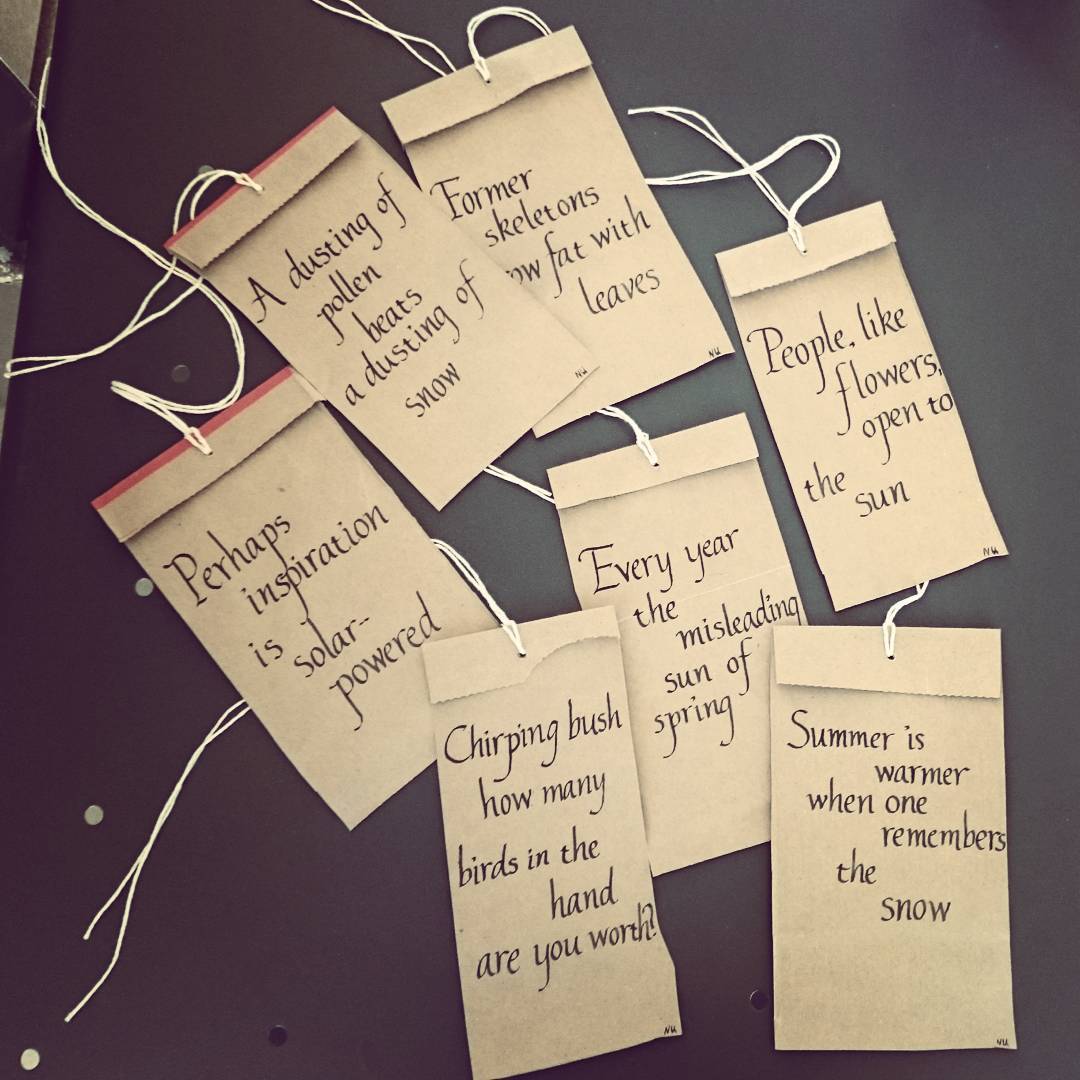 Former
skeletons
fat with
leaves
NU
A dusting of
pollen
beats
a dusting of
snow
NU
People, like
flowers,
open to
the
sun
NU
Perhaps
inspiration
is
solar-
powered
Every year
the
misleading
sun of
spring
Chirping bush
how many
birds in the
hand
are you worth?
NU
Summer is
warmer
when one
remembers
the
snow
NU